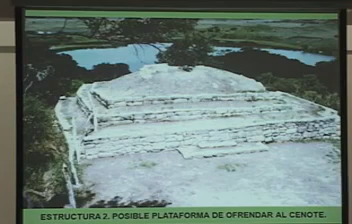 ESTRUCTURA 2. POSIBLE PLATAFORMA DE OFRENDAR AL CENOTE.